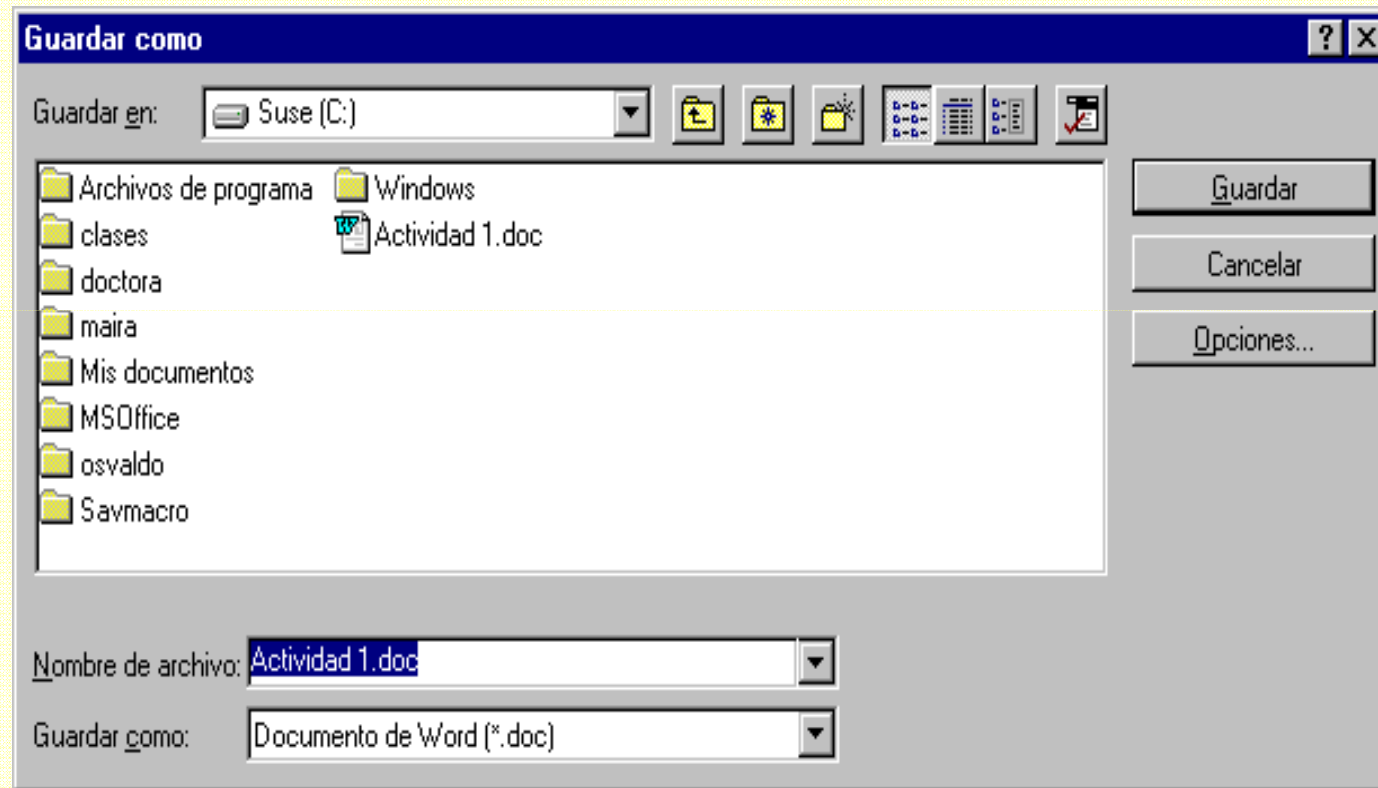 Guardar como
Guardar en: Suse (C:)
Archivos de programa Windows
clases Actividad 1.doc
doctora
maira
Mis documentos
MSOffice
osvaldo
Savmacro
Guardar
Cancelar
Opciones...
Nombre de archivo: Actividad 1.doc
Guardar como: Documento de Word (*.doc)